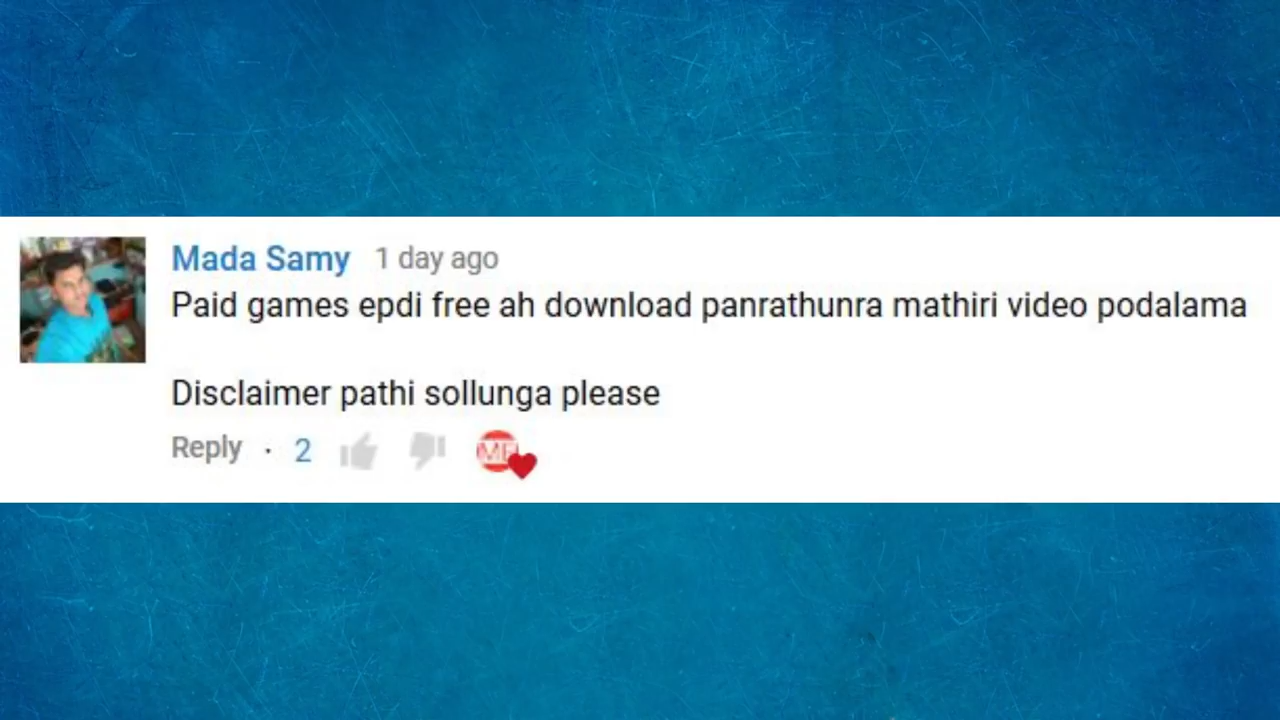 Mada Samy 1 day ago
Paid games epdi free ah download panrathunra mathiri video podalama
Disclaimer pathi sollunga please
Reply · 2